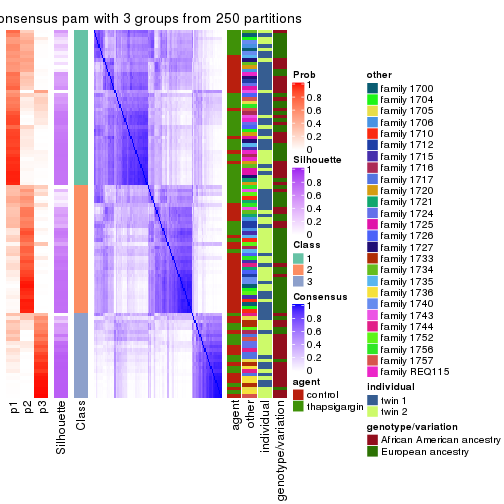 onsensus pam with 3 groups from 250 partitions
p1
p2
p3
Silhouette
Class
agent
other
individual
genotype/variation
Prob
1
0.8
0.6
0.4
0.2
0
Silhouette
1
0.8
0.6
0.4
0.2
0
Class
1
2
3
Consensus
1
0.8
0.6
0.4
0.2
0
agent
control
thapsigargin
other
family 1700
family 1704
family 1705
family 1706
family 1710
family 1712
family 1715
family 1716
family 1717
family 1720
family 1721
family 1724
family 1725
family 1726
family 1727
family 1733
family 1734
family 1735
family 1736
family 1740
family 1743
family 1744
family 1752
family 1756
family 1757
family REQ115
individual
twin 1
twin 2
genotype/variation
African American ancestry
European ancestry